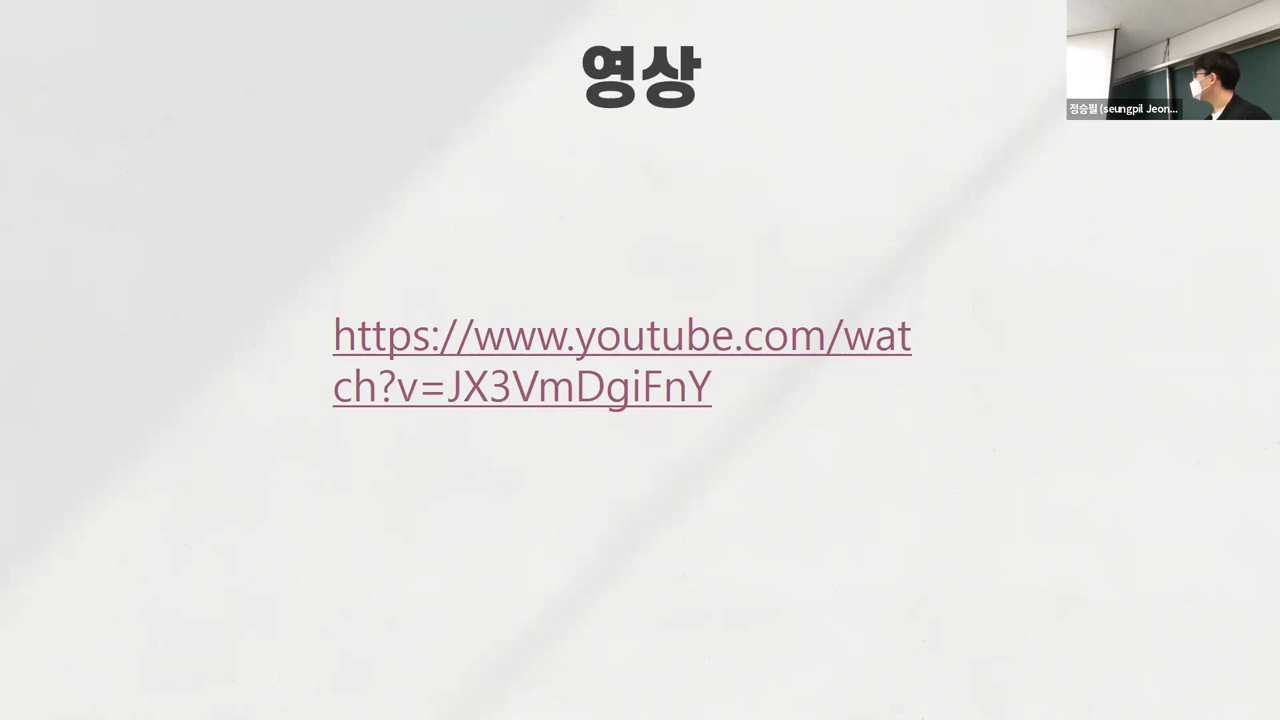 영상
정승필 (seungpil Jeon...
https://www.youtube.com/wat
ch?v=JX3VmDgiFnY